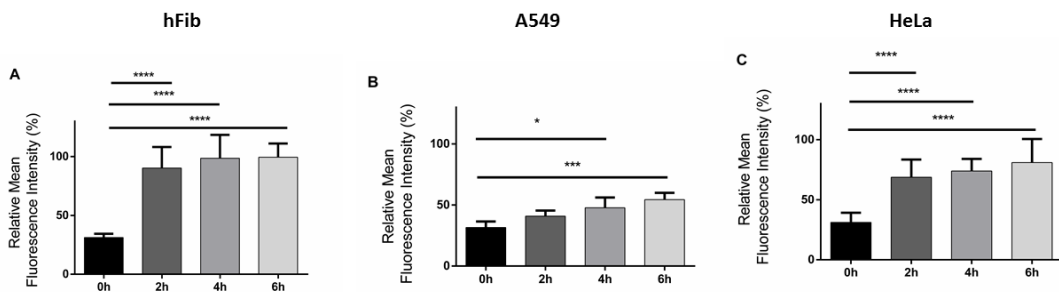 hFib
A
Relative Mean
Fluorescence Intensity (%)
****
****
****
100
50
0
0h 2h 4h 6h
A549
B
Relative Mean
Fluorescence Intensity (%)
*
***
100
50
0
0h 2h 4h 6h
HeLa
C
Relative Mean
Fluorescence Intensity (%)
****
****
****
100
50
0
0h 2h 4h 6h